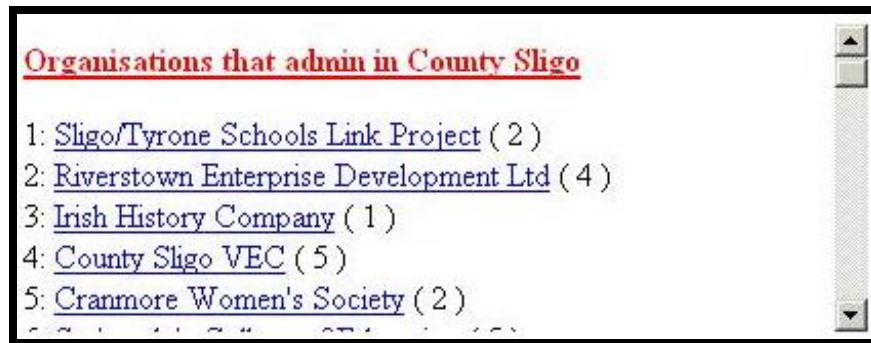 Organisations that admin in County Sligo
1: Sligo/Tyrone Schools Link Project ( 2 )
2: Riverstown Enterprise Development Ltd ( 4 )
3: Irish History Company ( 1 )
4: County Sligo VEC ( 5 )
5: Cranmore Women's Society ( 2 )